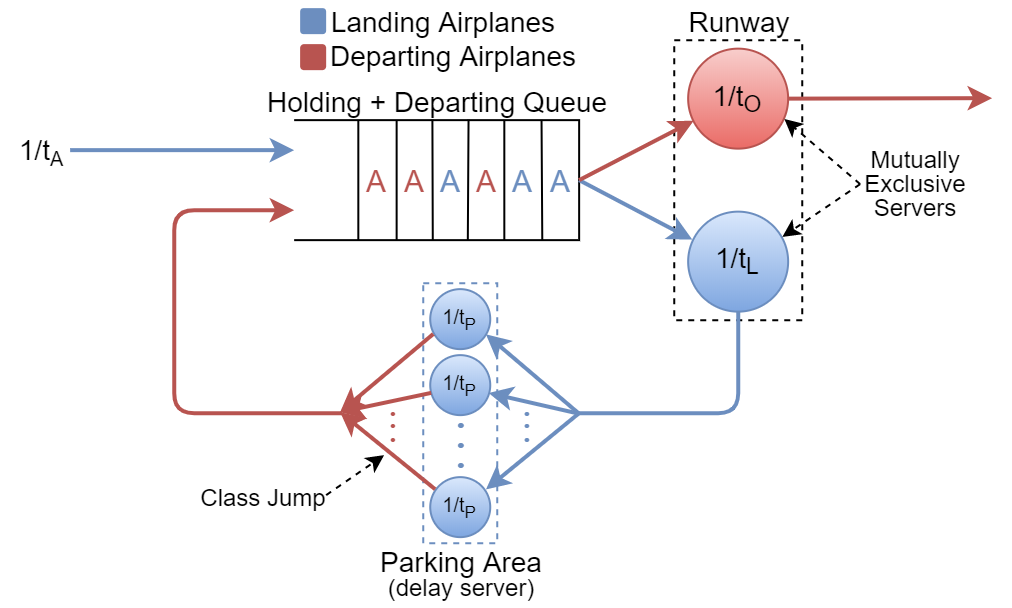 Landing Airplanes
Departing Airplanes
Runway
Holding + Departing Queue
1/tO
1/tA
A A A A A A
Mutually
Exclusive
Servers
1/tL
1/tP
1/tP
Class Jump
1/tP
Parking Area
(delay server)